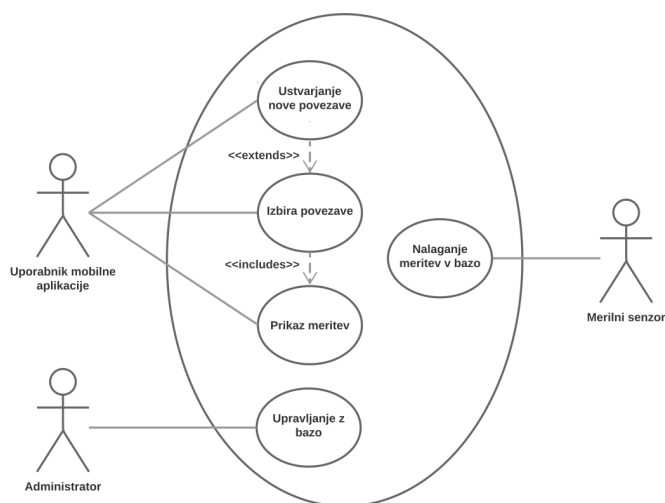 Ustvarjanje
nove povezave
<<extends>>
Izbira povezave
<<includes>>
Prikaz meritev
Upravljanje z
bazo
Nalaganje
meritev v bazo
Uporabnik mobilne
aplikacije
Administrator
Merilni senzor